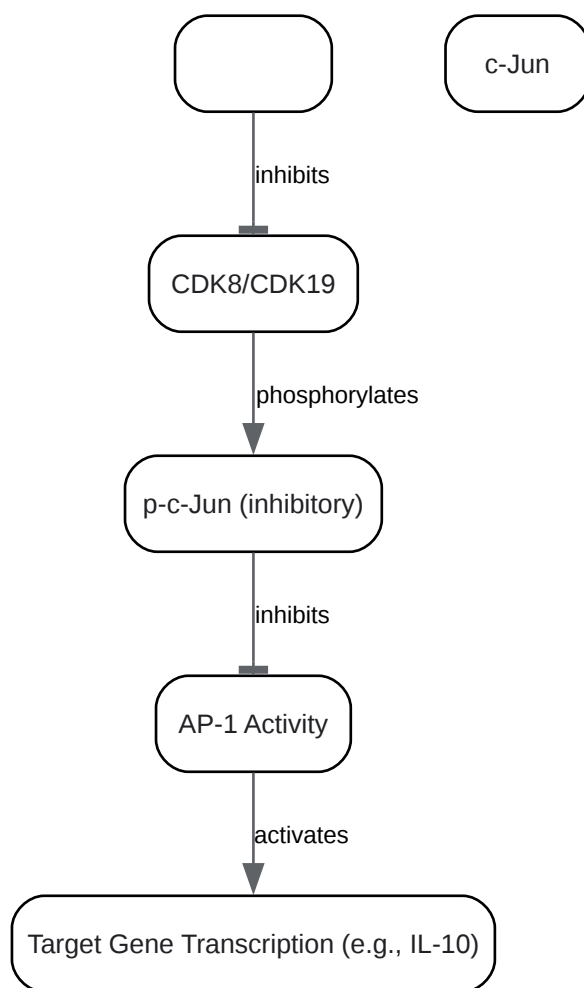 c-Jun
inhibits
CDK8/CDK19
phosphorylates
p-c-Jun (inhibitory)
inhibits
AP-1 Activity
activates
Target Gene Transcription (e.g., IL-10)